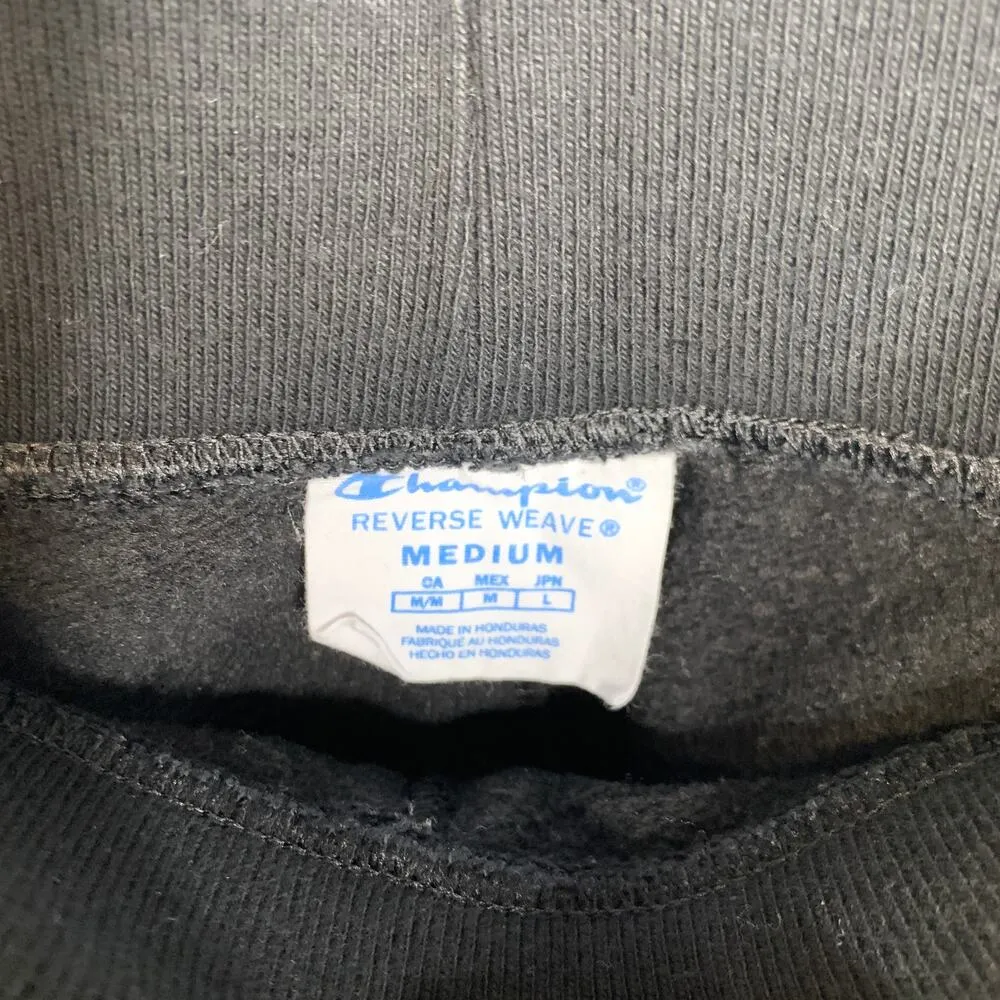 Champion®
REVERSE WEAVE®
MEDIUM
CA MEX JPN
M/M M L
MADE IN HONDURAS
FABRIQUÉ AU HONDURAS
HECHO EN HONDURAS